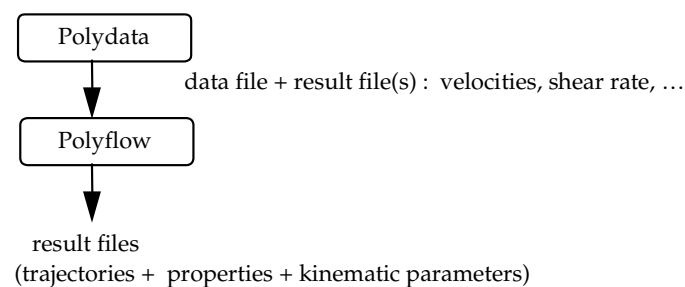 Polydata
data file + result file(s) : velocities, shear rate, …
Polyflow
result files
(trajectories + properties + kinematic parameters)